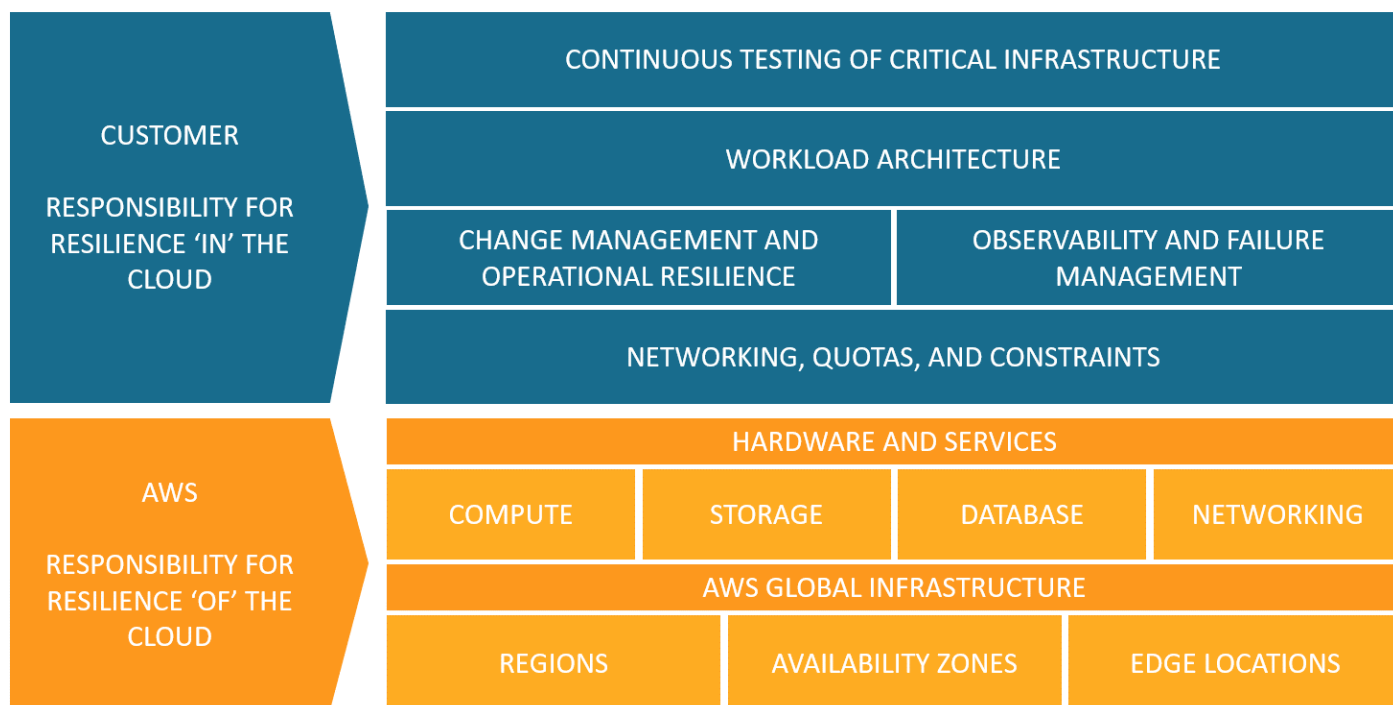 CUSTOMER
RESPONSIBILITY FOR
RESILIENCE ‘IN’ THE
CLOUD
CONTINUOUS TESTING OF CRITICAL INFRASTRUCTURE
WORKLOAD ARCHITECTURE
CHANGE MANAGEMENT AND
OPERATIONAL RESILIENCE
OBSERVABILITY AND FAILURE
MANAGEMENT
NETWORKING, QUOTAS, AND CONSTRAINTS
AWS
RESPONSIBILITY FOR
RESILIENCE ‘OF’ THE
CLOUD
HARDWARE AND SERVICES
COMPUTE
STORAGE
DATABASE
NETWORKING
AWS GLOBAL INFRASTRUCTURE
REGIONS
AVAILABILITY ZONES
EDGE LOCATIONS